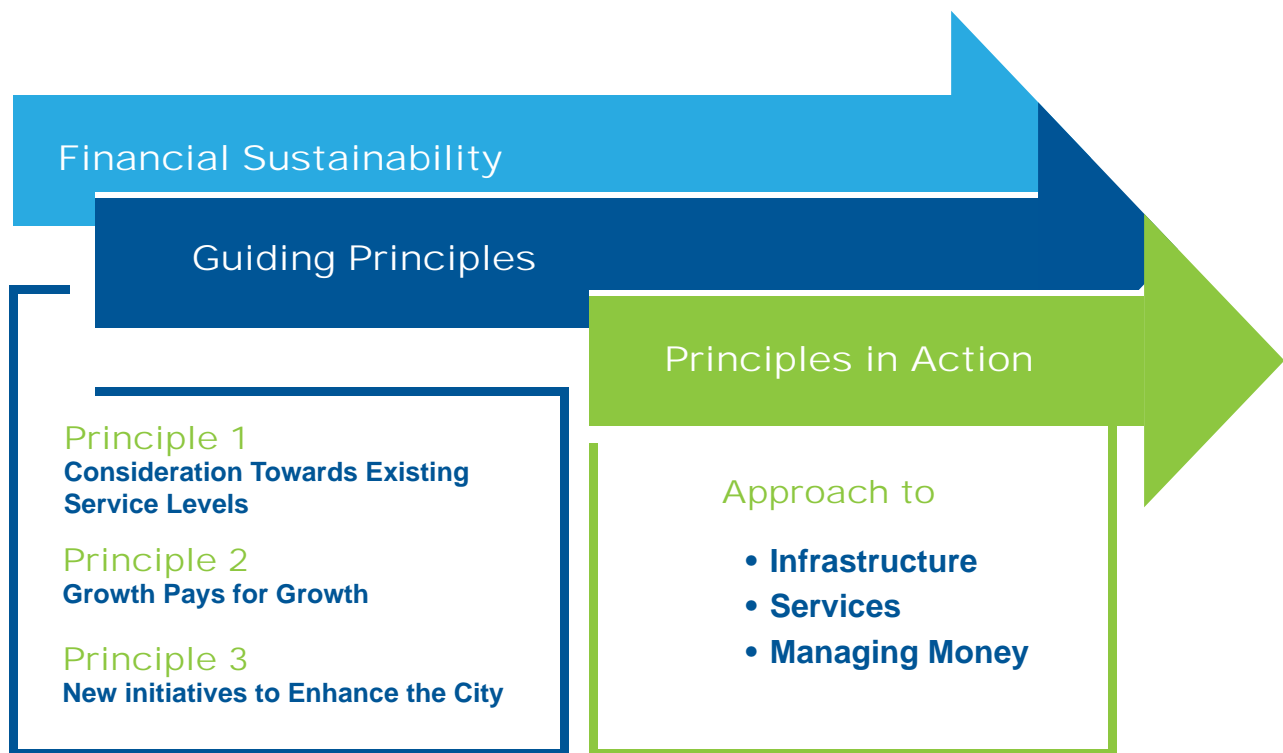 Financial Sustainability
Guiding Principles
Principles in Action
Principle 1
Consideration Towards Existing
Service Levels
Principle 2
Growth Pays for Growth
Principle 3
New initiatives to Enhance the City
Approach to
• Infrastructure
• Services
• Managing Money